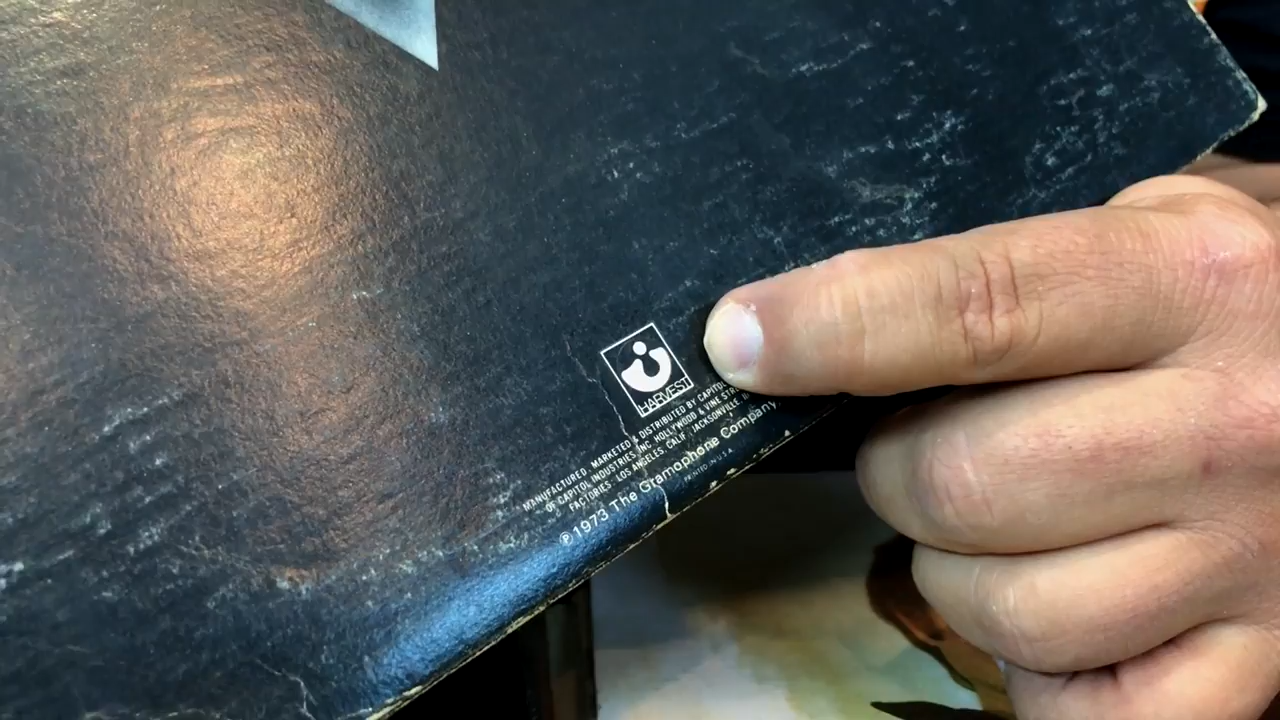 HARVEST
MANUFACTURED, MARKETED & DISTRIBUTED BY CAPITOL
OF CAPITOL INDUSTRIES, INC. HOLLYWOOD & VINE
FACTORIES: LOS ANGELES, CALIF., JACKSONVILLE,
℗1973 The Gramophone Company
PRINTED IN U.S.A.